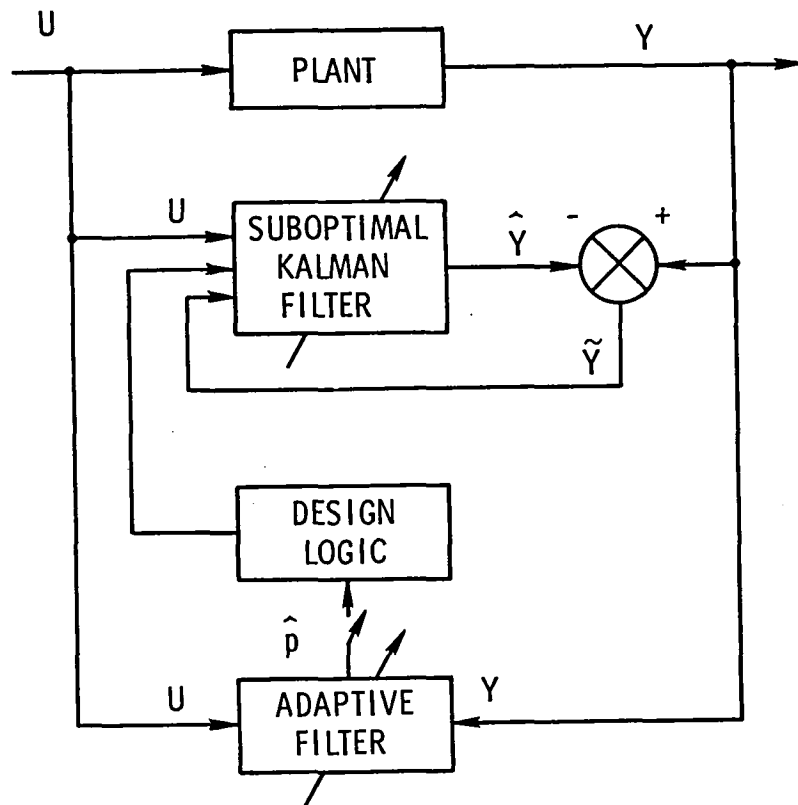 U
Y
PLANT
U
SUBOPTIMAL
KALMAN
FILTER
Ŷ
-
+
Ỹ
DESIGN
LOGIC
p̂
U
Y
ADAPTIVE
FILTER